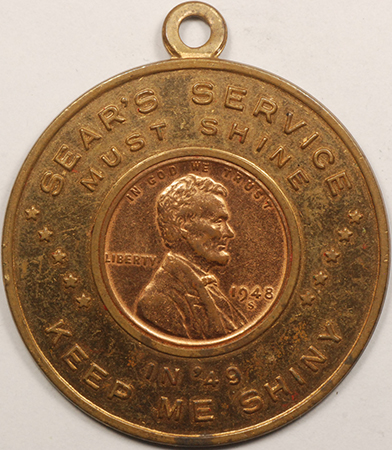 SEAR'S SERVICE
MUST SHINE
IN GOD WE TRUST
LIBERTY
1948
S
IN '49
KEEP ME SHINY